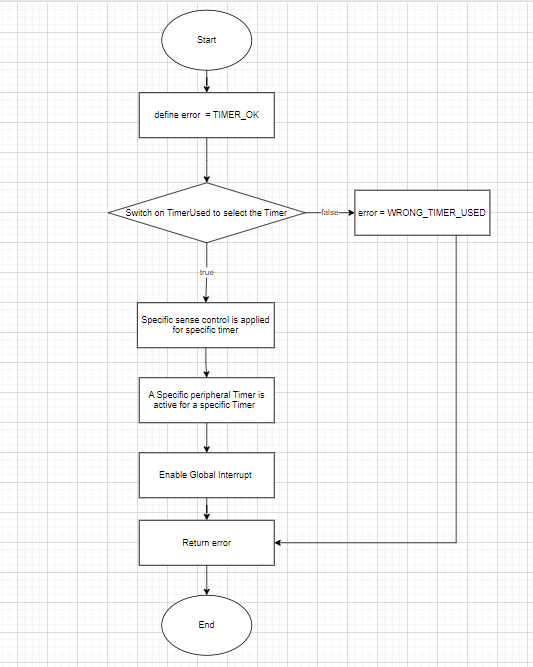 Start
define error  = TIMER_OK
Switch on TimerUsed to select the Timer
false
error = WRONG_TIMER_USED
true
Specific sense control is applied
for specific timer
A Specific peripheral Timer is
active for a specific Timer
Enable Global Interrupt
Return error
End